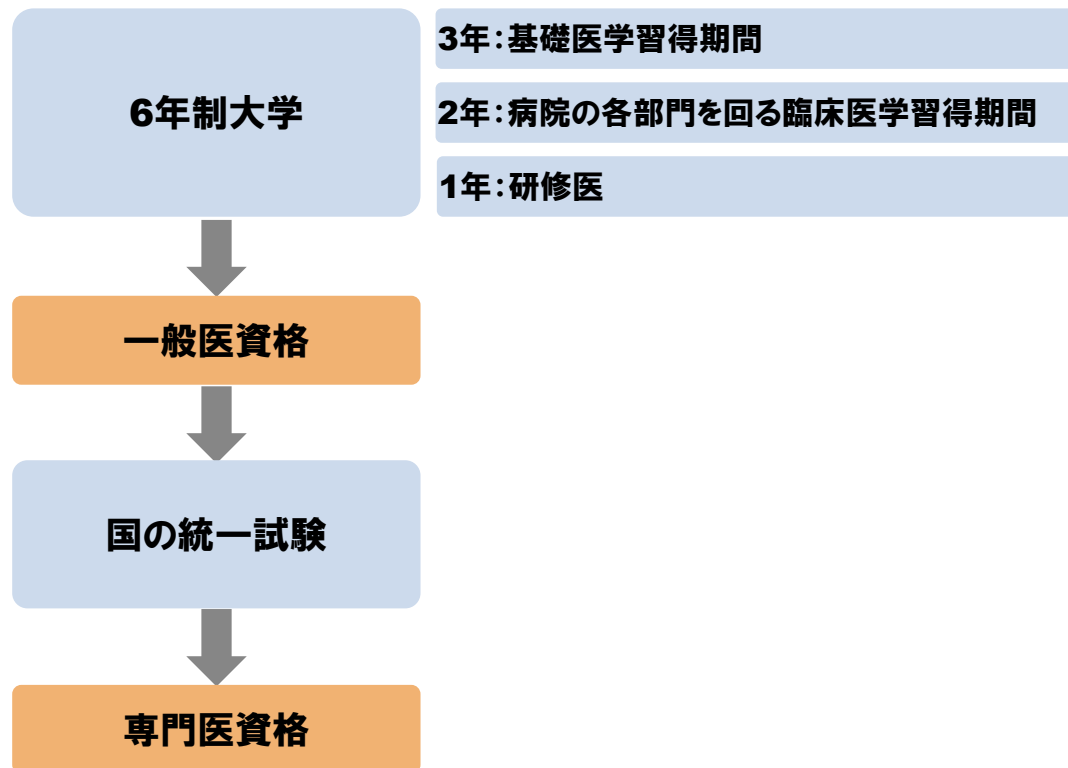 6年制大学
3年：基礎医学習得期間
2年：病院の各部門を回る臨床医学習得期間
1年：研修医
一般医資格
国の統一試験
専門医資格